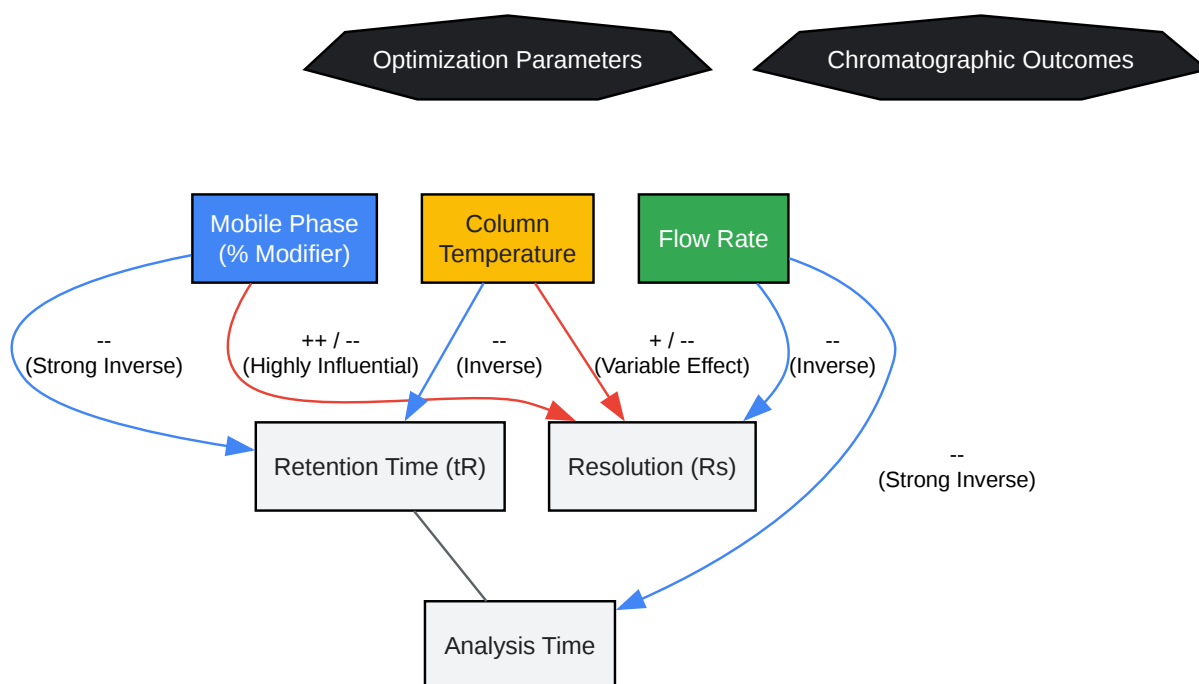 Optimization Parameters
Chromatographic Outcomes
Mobile Phase
(% Modifier)
Column
Temperature
Flow Rate
--
(Strong Inverse)
++ / --
(Highly Influential)
--
(Inverse)
+ / --
(Variable Effect)
--
(Inverse)
Retention Time (tR)
Resolution (Rs)
--
(Strong Inverse)
Analysis Time